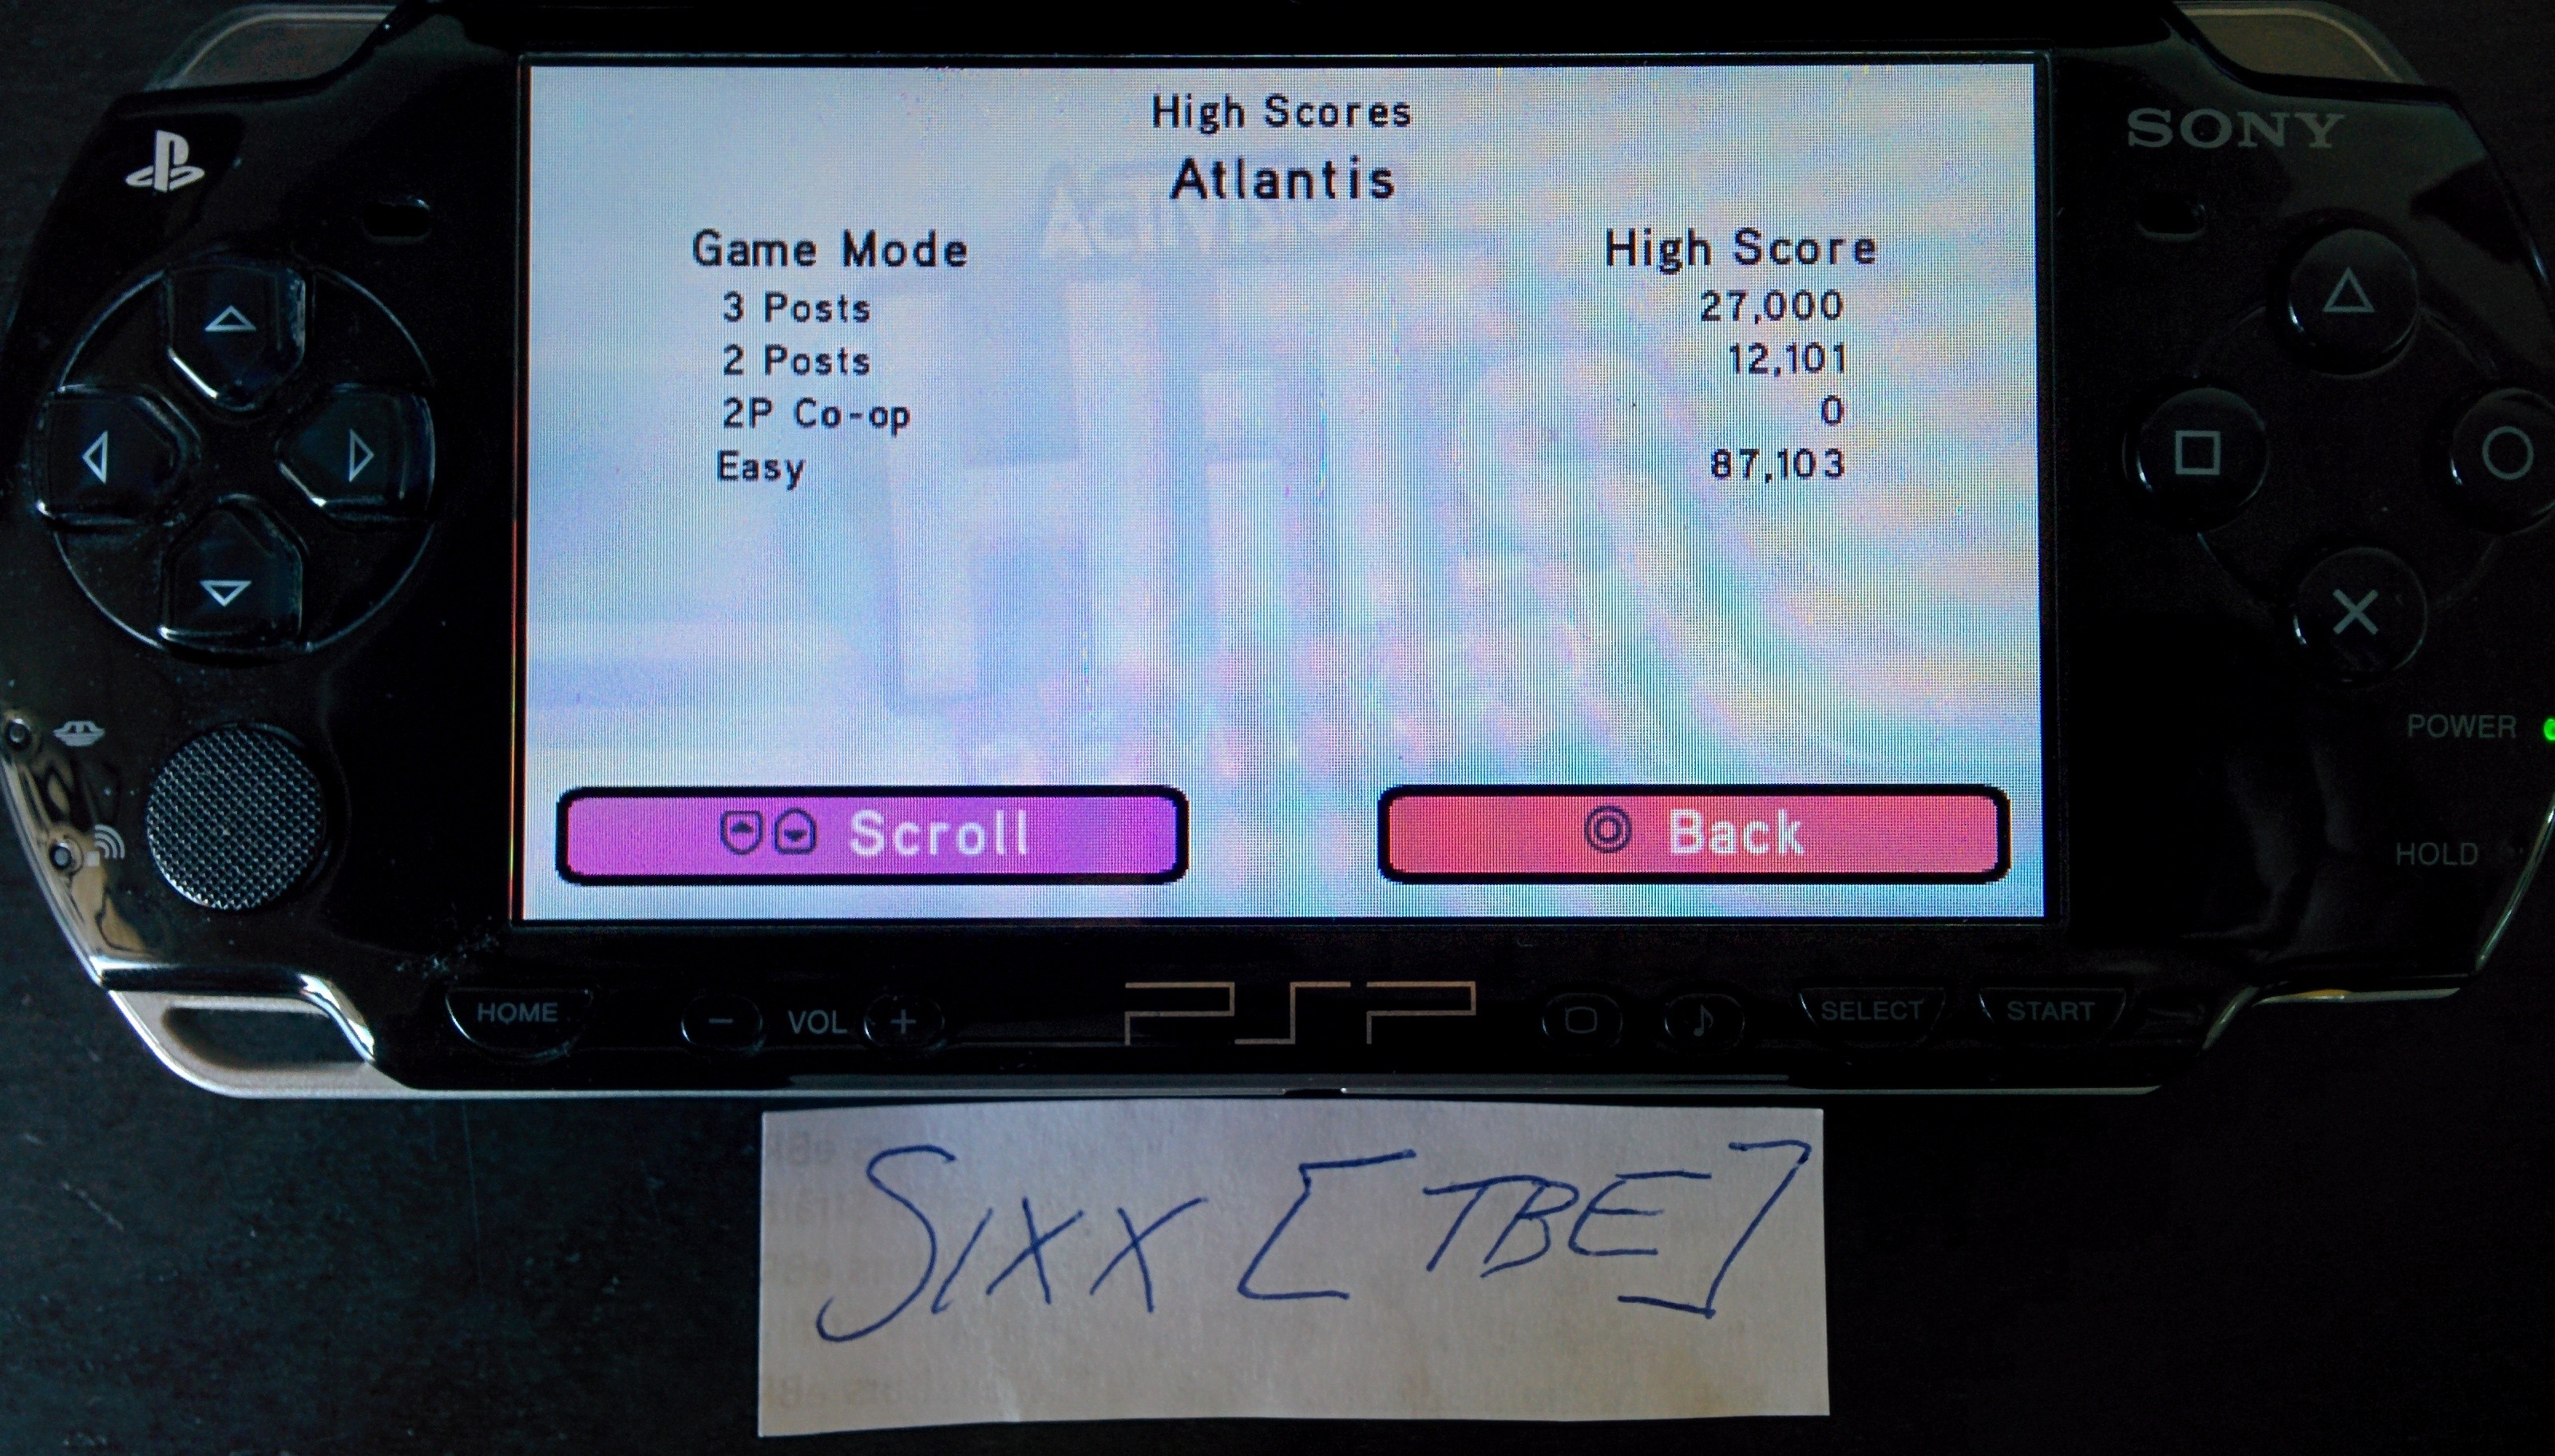 SONY
High Scores
Atlantis
Game Mode High Score
3 Posts 27,000
2 Posts 12,101
2P Co-op 0
Easy 87,103
Scroll Back
POWER
HOLD
HOME - VOL + PSP SELECT START
SIXX [TBE]